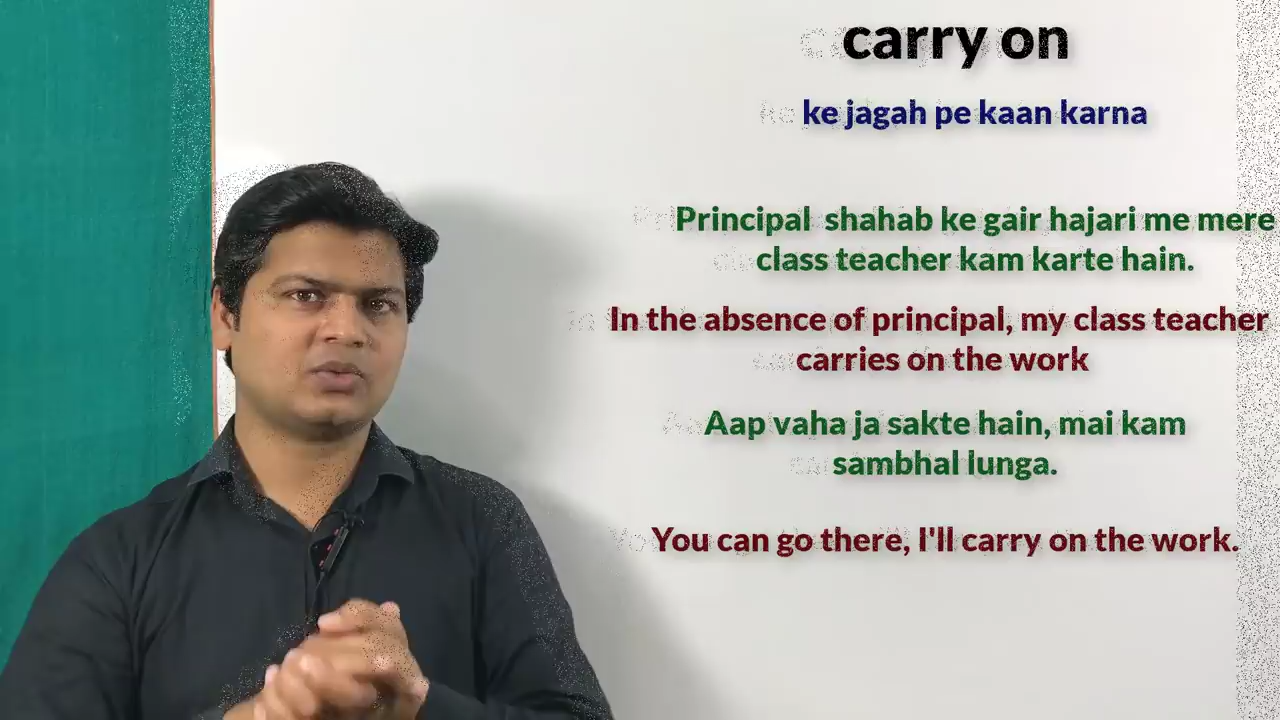 carry on
ke jagah pe kaan karna
Principal shahab ke gair hajari me mere
class teacher kam karte hain.
In the absence of principal, my class teacher
carries on the work
Aap vaha ja sakte hain, mai kam
sambhal lunga.
You can go there, I'll carry on the work.